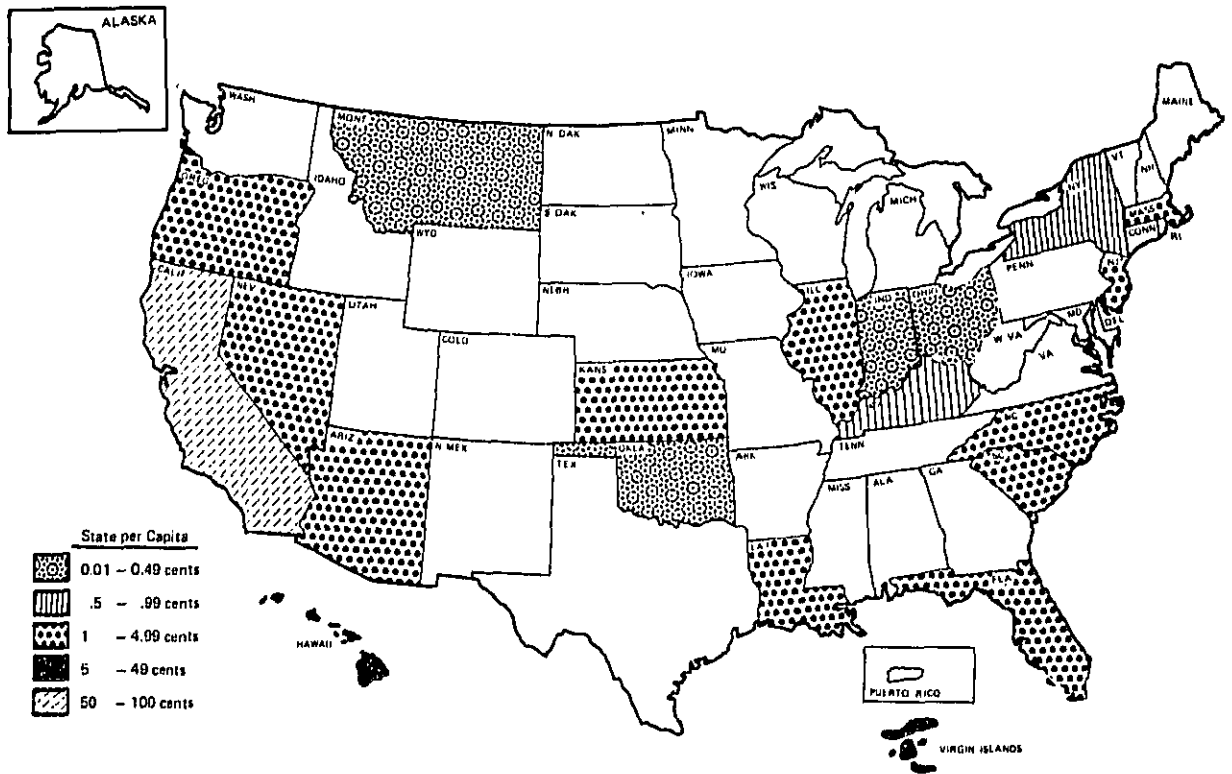 ALASKA
WASH
MONT
N DAK
MINN
MAINE
VT
NH
OREG
IDAHO
WIS
MICH
MASS
CONN
RI
S DAK
WYO
IOWA
PENN
NJ
CALIF
NEV
UTAH
NEBR
ILL
IND
OHIO
MD
DEL
W VA
VA
COLO
KANS
MO
ARIZ
N MEX
OKLA
TEX
ARK
TENN
NC
SC
MISS
ALA
GA
LA
FLA
State per Capita
0.01 – 0.49 cents
.5 – .99 cents
1 – 4.99 cents
5 – 49 cents
50 – 100 cents
HAWAII
PUERTO RICO
VIRGIN ISLANDS